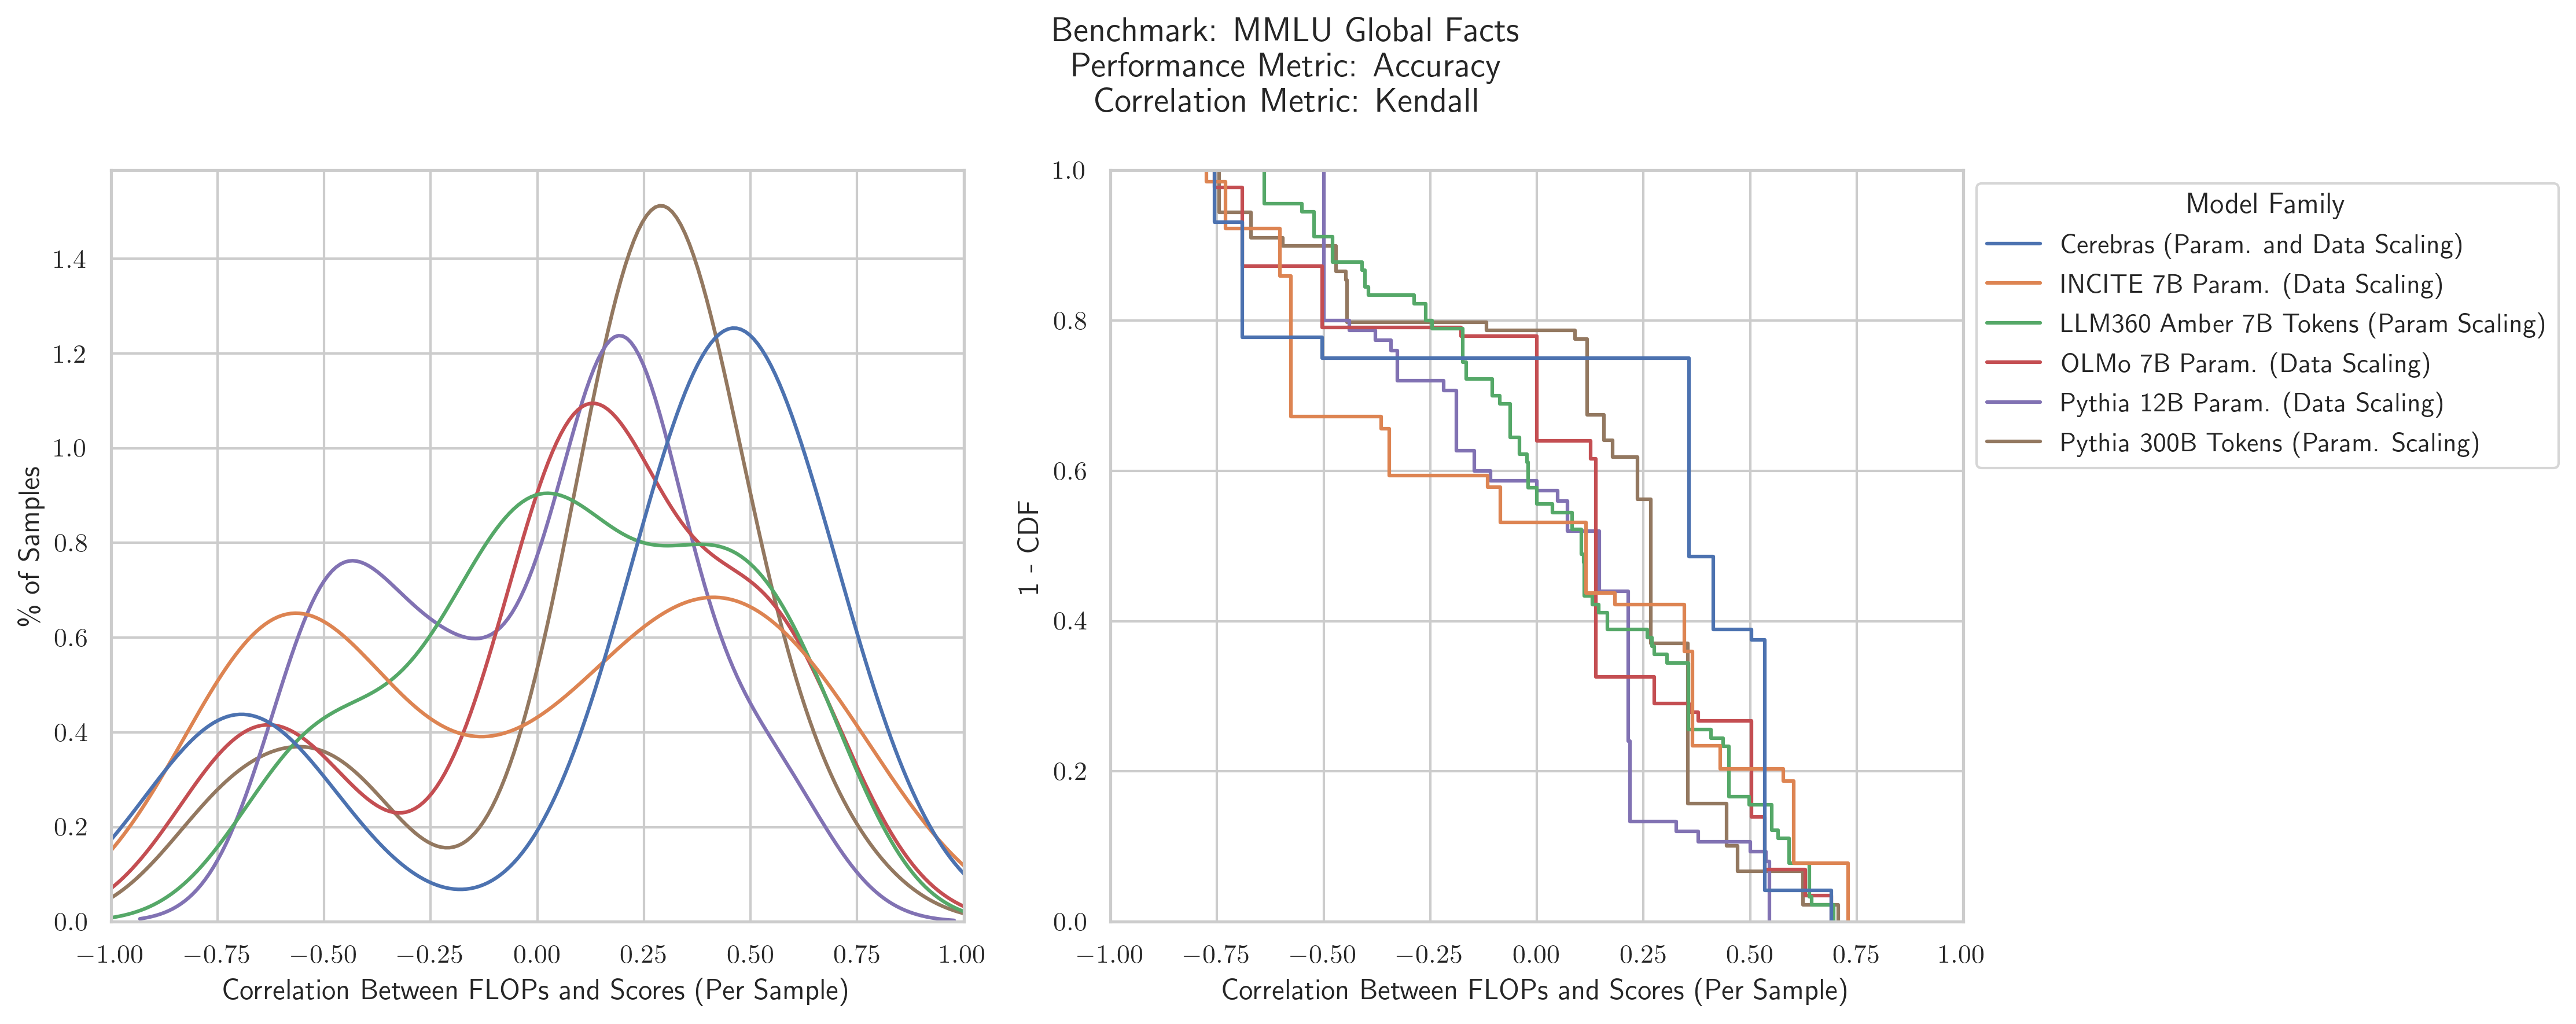 Benchmark: MMLU Global Facts
Performance Metric: Accuracy
Correlation Metric: Kendall
% of Samples
1.4
1.2
1.0
0.8
0.6
0.4
0.2
0.0
−1.00 −0.75 −0.50 −0.25 0.00 0.25 0.50 0.75 1.00
Correlation Between FLOPs and Scores (Per Sample)
1 - CDF
1.0
0.8
0.6
0.4
0.2
0.0
−1.00 −0.75 −0.50 −0.25 0.00 0.25 0.50 0.75 1.00
Correlation Between FLOPs and Scores (Per Sample)
Model Family
Cerebras (Param. and Data Scaling)
INCITE 7B Param. (Data Scaling)
LLM360 Amber 7B Tokens (Param Scaling)
OLMo 7B Param. (Data Scaling)
Pythia 12B Param. (Data Scaling)
Pythia 300B Tokens (Param. Scaling)